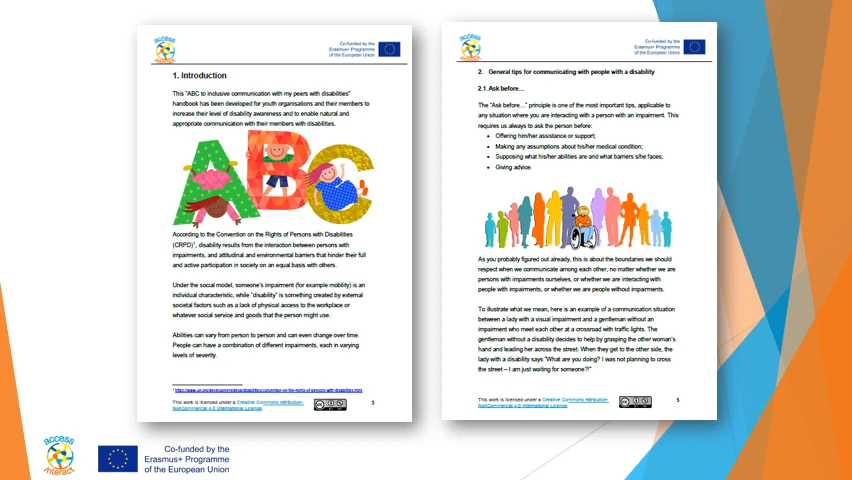 access
interact
Co-funded by the
Erasmus+ Programme
of the European Union
1. Introduction
This "ABC to inclusive communication with my peers with disabilities"
handbook has been developed for youth organisations and their members to
increase their level of disability awareness and to enable natural and
appropriate communication with their members with disabilities.
ABC
According to the Convention on the Rights of Persons with Disabilities
(CRPD)¹, disability results from the interaction between persons with
impairments, and attitudinal and environmental barriers that hinder their full
and active participation in society on an equal basis with others.
Under the social model, someone's impairment (for example mobility) is an
individual characteristic, while "disability" is something created by external
societal factors such as a lack of physical access to the workplace or
whatever social service and goods that the person might use.
Abilities can vary from person to person and can even change over time.
People can have a combination of different impairments, each in varying
levels of severity.
¹ https://www.un.org/development/desa/disabilities/convention-on-the-rights-of-persons-with-disabilities.html
This work is licensed under a Creative Commons Attribution-
NonCommercial 4.0 International License.
3
access
interact
Co-funded by the
Erasmus+ Programme
of the European Union
2. General tips for communicating with people with a disability
2.1. Ask before…
The "Ask before…" principle is one of the most important tips, applicable to
any situation where you are interacting with a person with an impairment. This
requires us always to ask the person before:
• Offering him/her assistance or support;
• Making any assumptions about his/her medical condition;
• Supposing what his/her abilities are and what barriers s/he faces;
• Giving advice.
As you probably figured out already, this is about the boundaries we should
respect when we communicate among each other, no matter whether we are
persons with impairments ourselves, or whether we are interacting with
people with impairments, or whether we are people without impairments.
To illustrate what we mean, here is an example of a communication situation
between a lady with a visual impairment and a gentleman without an
impairment who meet each other at a crossroad with traffic lights. The
gentleman without a disability decides to help by grasping the other woman's
hand and leading her across the street. When they get to the other side, the
lady with a disability says "What are you doing? I was not planning to cross
the street – I am just waiting for someone?!"
This work is licensed under a Creative Commons Attribution-
NonCommercial 4.0 International License.
5
access
interact
Co-funded by the
Erasmus+ Programme
of the European Union